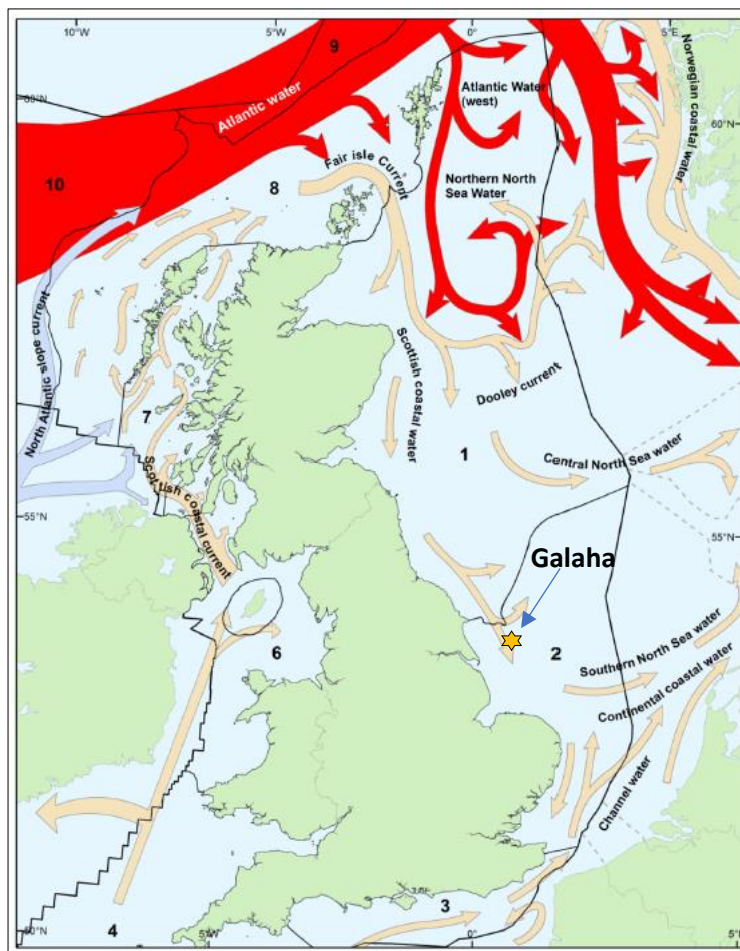 10°W
5°W
0°
5°E
9
Norwegian coastal water
Atlantic Water
(west)
60°N
60°N
Atlantic water
Fair isle Current
10
8
Northern North
Sea Water
North Atlantic slope current
Scottish coastal water
Dooley current
7
1
Central North Sea water
Scottish coastal current
55°N
55°N
Galaha
6
2
Southern North Sea water
Continental coastal water
Channel water
3
4
50°N
5°W
0°